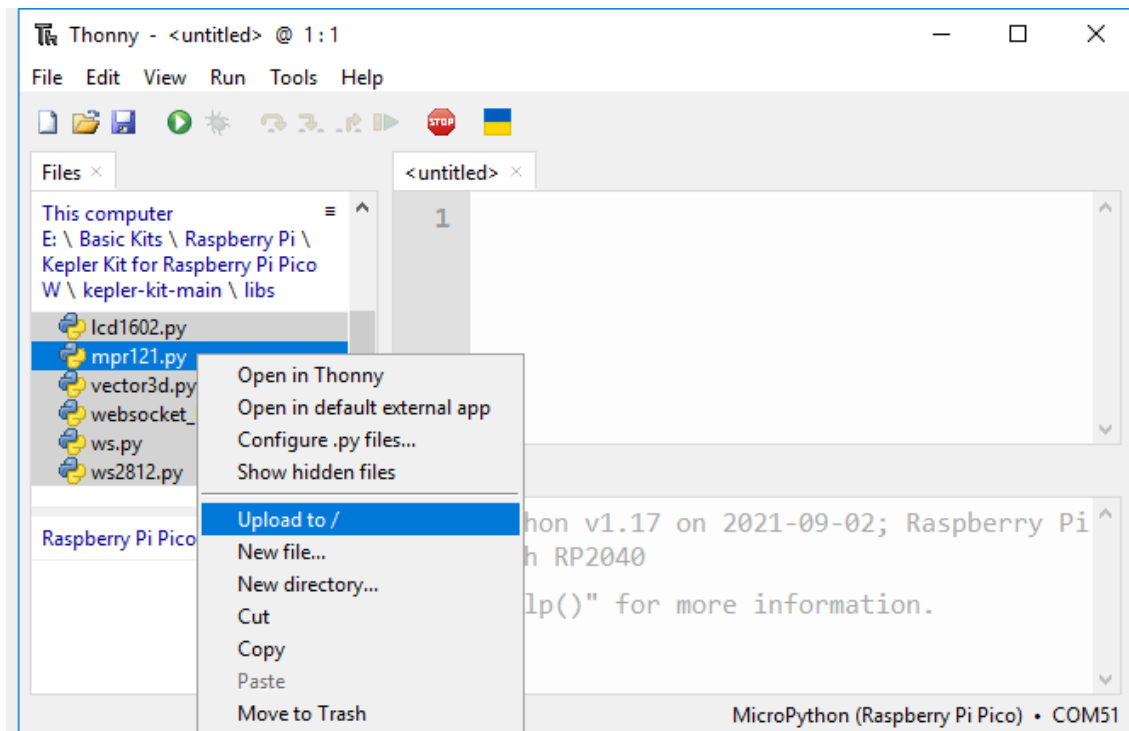 Thonny - <untitled> @ 1:1
File Edit View Run Tools Help
STOP
Files
<untitled>
This computer
E: \ Basic Kits \ Raspberry Pi \
Kepler Kit for Raspberry Pi Pico
W \ kepler-kit-main \ libs
1
lcd1602.py
mpr121.py
vector3d.py
websocket_
ws.py
ws2812.py
Open in Thonny
Open in default external app
Configure .py files...
Show hidden files
Upload to /
New file...
New directory...
Cut
Copy
Paste
Move to Trash
Raspberry Pi Pico
hon v1.17 on 2021-09-02; Raspberry Pi
h RP2040
lp()" for more information.
MicroPython (Raspberry Pi Pico) • COM51